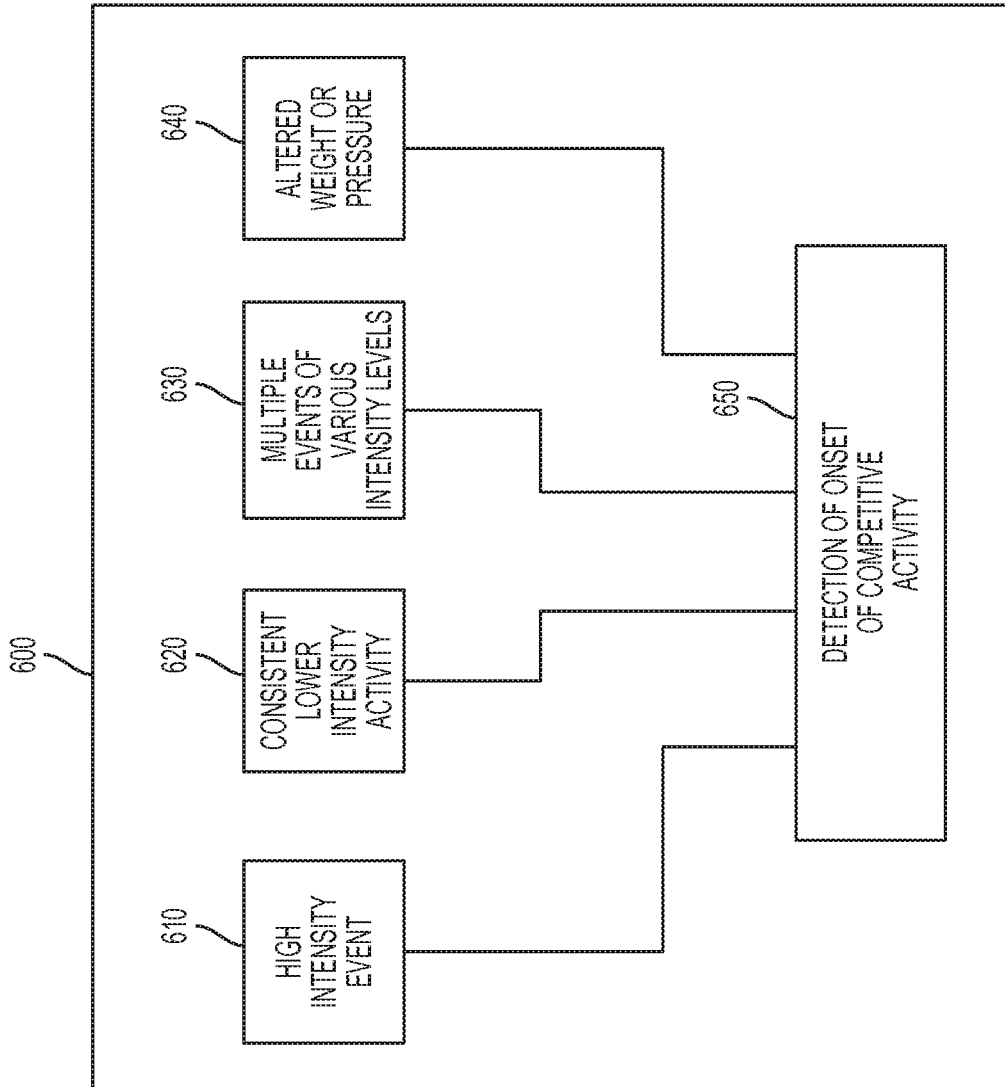 600
610
HIGH
INTENSITY
EVENT
620
CONSISTENT
LOWER
INTENSITY
ACTIVITY
630
MULTIPLE
EVENTS OF
VARIOUS
INTENSITY LEVELS
640
ALTERED
WEIGHT OR
PRESSURE
650
DETECTION OF ONSET
OF COMPETITIVE
ACTIVITY